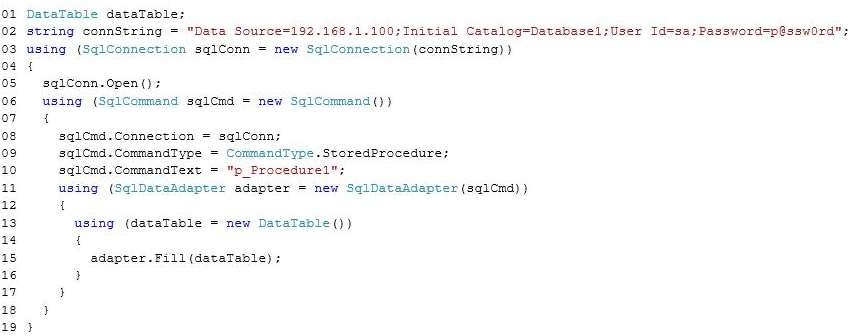 01 DataTable dataTable;
02 string connString = "Data Source=192.168.1.100;Initial Catalog=Database1;User Id=sa;Password=p@ssw0rd";
03 using (SqlConnection sqlConn = new SqlConnection(connString))
04 {
05   sqlConn.Open();
06   using (SqlCommand sqlCmd = new SqlCommand())
07   {
08     sqlCmd.Connection = sqlConn;
09     sqlCmd.CommandType = CommandType.StoredProcedure;
10     sqlCmd.CommandText = "p_Procedure1";
11     using (SqlDataAdapter adapter = new SqlDataAdapter(sqlCmd))
12     {
13       using (dataTable = new DataTable())
14       {
15         adapter.Fill(dataTable);
16       }
17     }
18   }
19 }